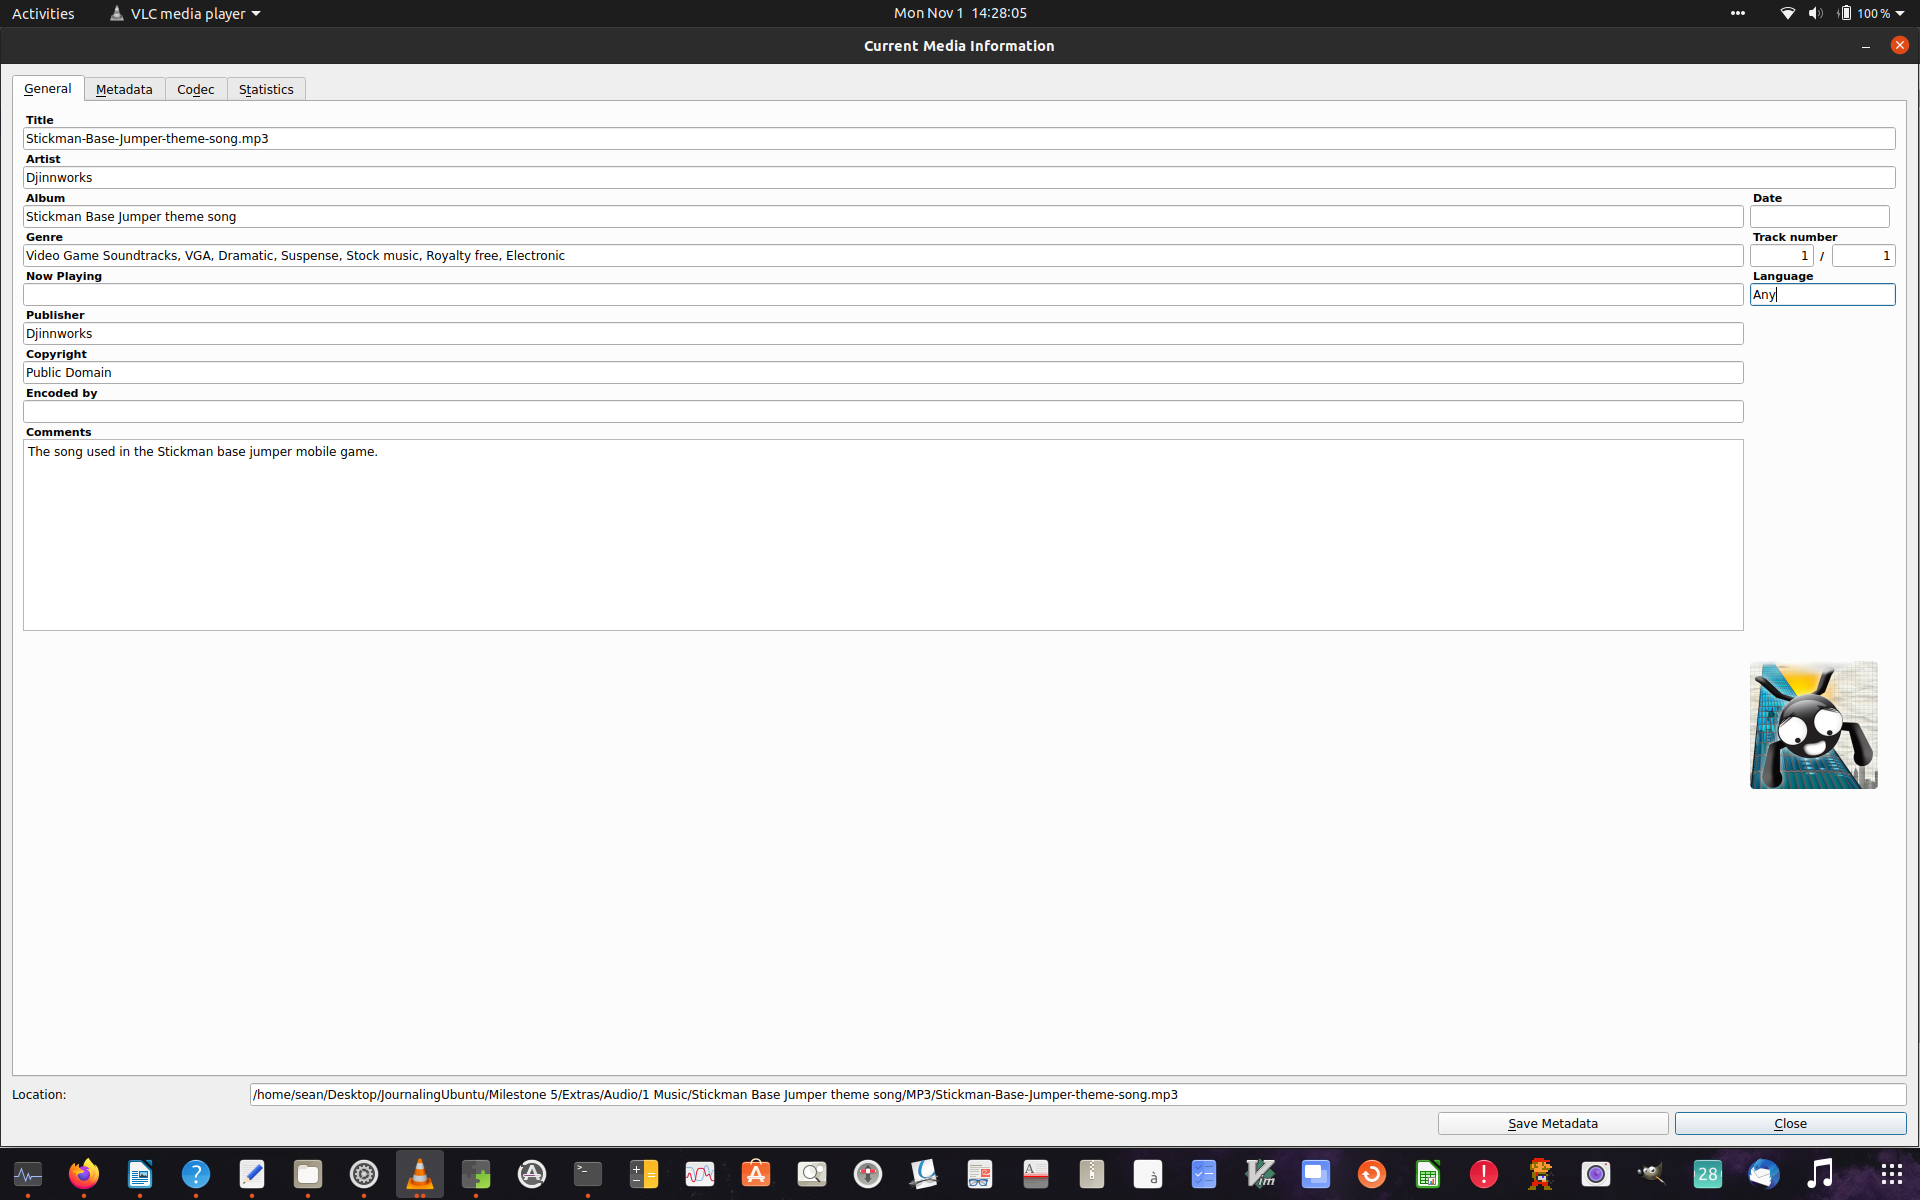 Activities
VLC media player
Mon Nov 1 14:28:05
100 %
Current Media Information
General
Metadata
Codec
Statistics
Title
Stickman-Base-Jumper-theme-song.mp3
Artist
Djinnworks
Album
Date
Stickman Base Jumper theme song
Genre
Track number
Video Game Soundtracks, VGA, Dramatic, Suspense, Stock music, Royalty free, Electronic
1 / 1
Now Playing
Language
Any
Publisher
Djinnworks
Copyright
Public Domain
Encoded by
Comments
The song used in the Stickman base jumper mobile game.
Location:
/home/sean/Desktop/JournalingUbuntu/Milestone 5/Extras/Audio/1 Music/Stickman Base Jumper theme song/MP3/Stickman-Base-Jumper-theme-song.mp3
Save Metadata
Close
28